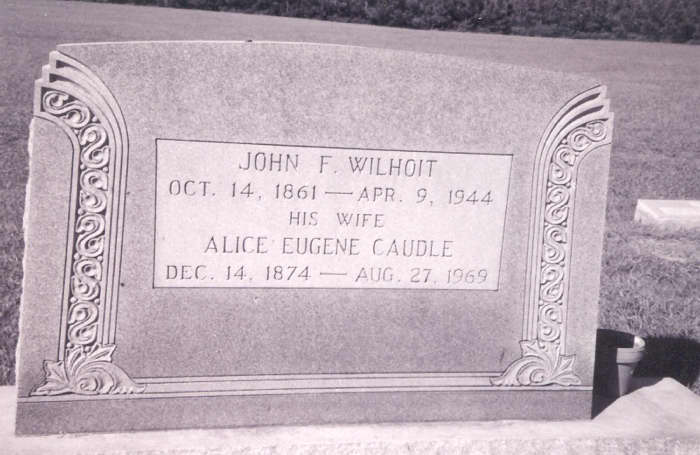 JOHN F. WILHOIT
OCT. 14, 1861 — APR. 9, 1944
HIS WIFE
ALICE EUGENE CAUDLE
DEC. 14, 1874 — AUG. 27, 1969